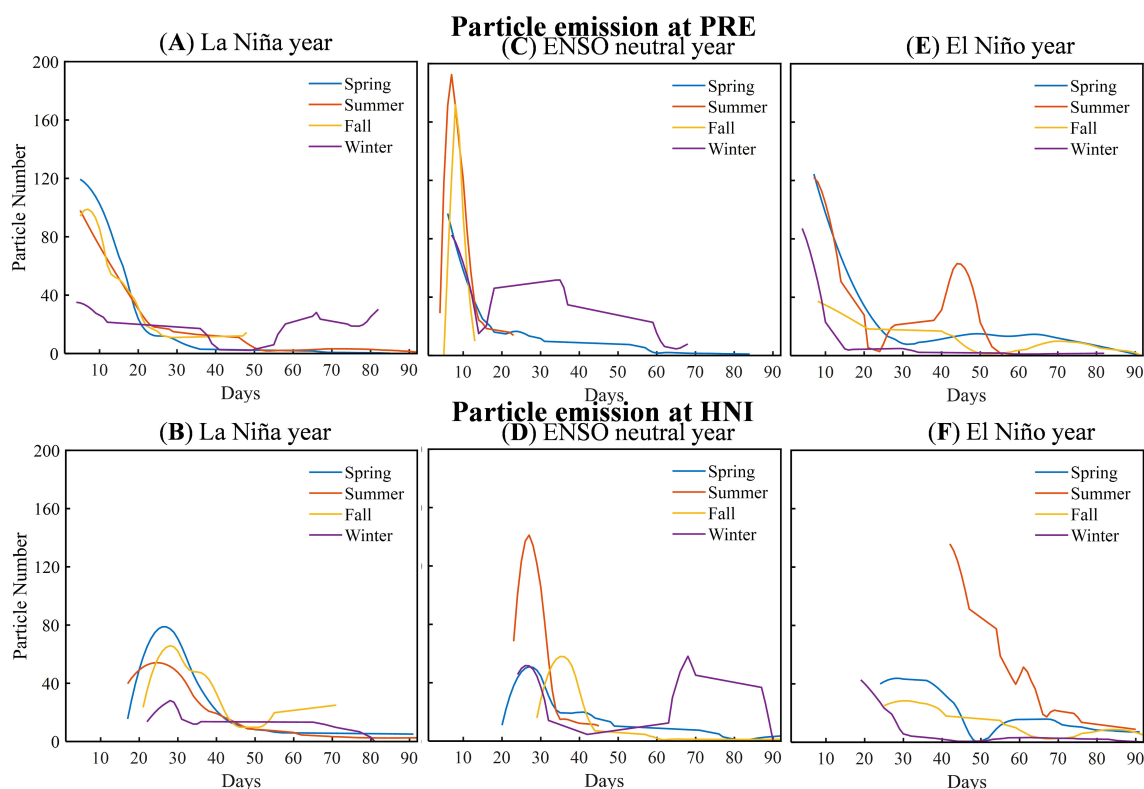 Particle emission at PRE
(A) La Niña year
(C) ENSO neutral year
(E) El Niño year
200
160
120
80
40
0
Particle Number
Spring
Summer
Fall
Winter
Spring
Summer
Fall
Winter
Spring
Summer
Fall
Winter
10 20 30 40 50 60 70 80 90
10 20 30 40 50 60 70 80 90
10 20 30 40 50 60 70 80 90
Days
Days
Days
Particle emission at HNI
(B) La Niña year
(D) ENSO neutral year
(F) El Niño year
200
160
120
80
40
0
Particle Number
Spring
Summer
Fall
Winter
Spring
Summer
Fall
Winter
Spring
Summer
Fall
Winter
10 20 30 40 50 60 70 80 90
10 20 30 40 50 60 70 80 90
10 20 30 40 50 60 70 80 90
Days
Days
Days